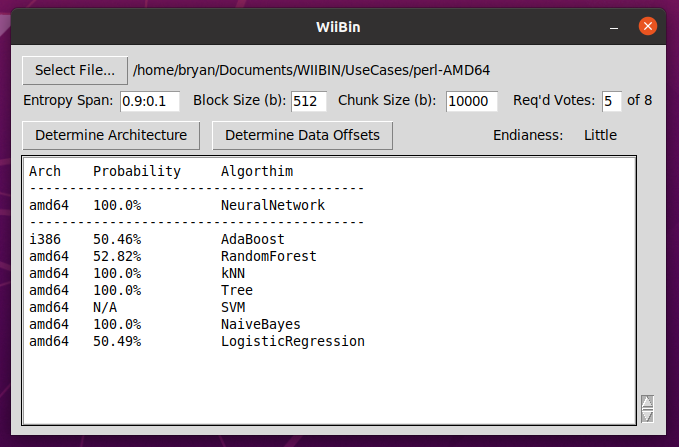 WiiBin
Select File... /home/bryan/Documents/WIIBIN/UseCases/perl-AMD64
Entropy Span: 0.9:0.1 Block Size (b): 512 Chunk Size (b): 10000 Req'd Votes: 5 of 8
Determine Architecture Determine Data Offsets Endianess: Little
Arch Probability Algorthim
------------------------------------------
amd64 100.0% NeuralNetwork
------------------------------------------
i386 50.46% AdaBoost
amd64 52.82% RandomForest
amd64 100.0% kNN
amd64 100.0% Tree
amd64 N/A SVM
amd64 100.0% NaiveBayes
amd64 50.49% LogisticRegression